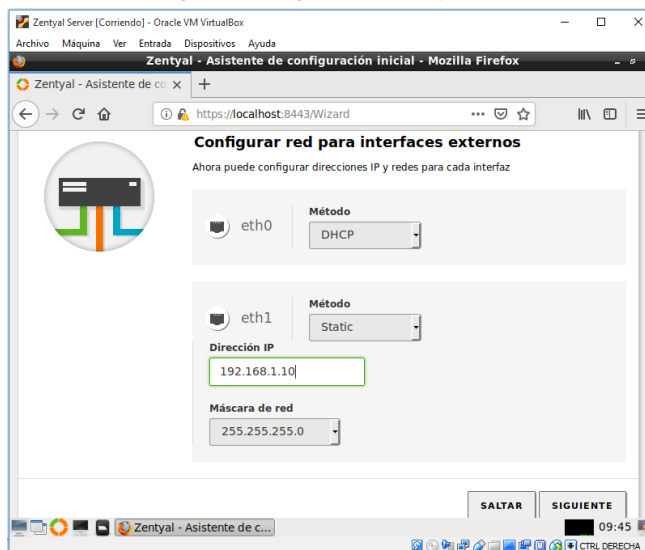 Zentyal Server [Corriendo] - Oracle VM VirtualBox
Archivo Máquina Ver Entrada Dispositivos Ayuda
Zentyal - Asistente de configuración inicial - Mozilla Firefox
Zentyal - Asistente de co
https://localhost:8443/Wizard
Configurar red para interfaces externos
Ahora puede configurar direcciones IP y redes para cada interfaz
eth0
Método
DHCP
eth1
Método
Static
Dirección IP
192.168.1.10
Máscara de red
255.255.255.0
SALTAR
SIGUIENTE
Zentyal - Asistente de c...
09:45
CTRL DERECHA